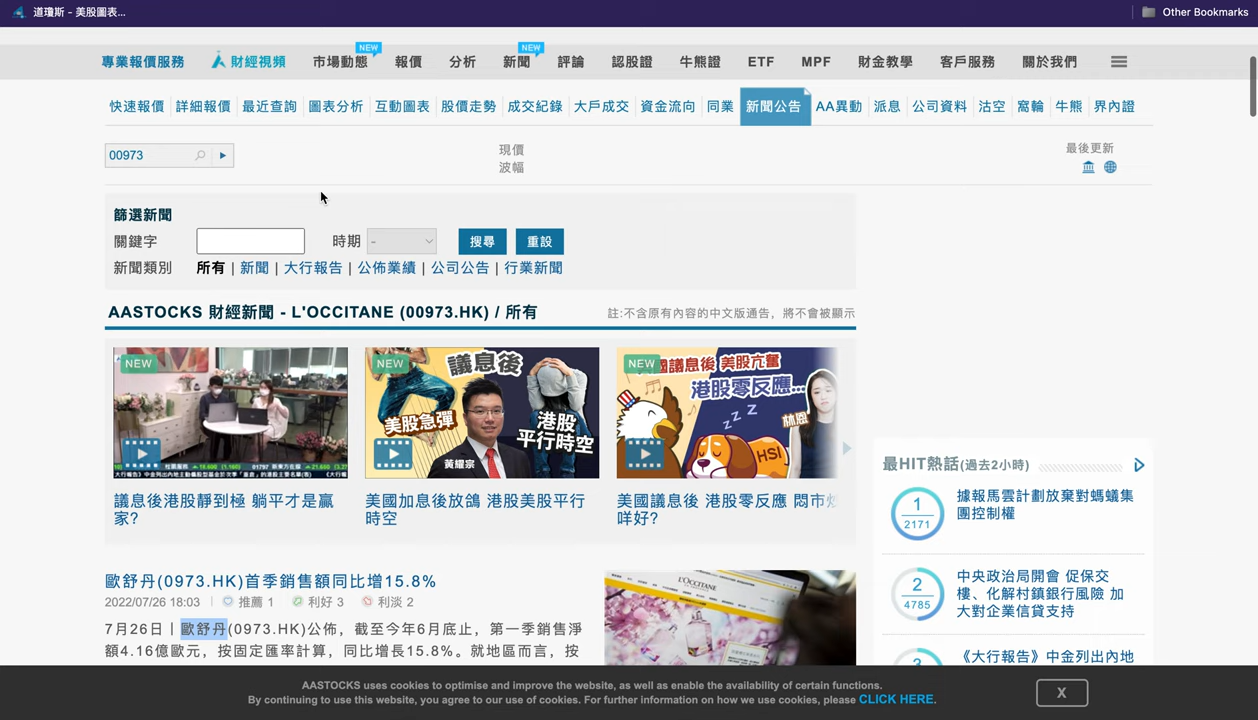 道瓊斯 - 美股圖表...
Other Bookmarks
專業報價服務 財經視頻 市場動態 NEW 報價 分析 新聞 NEW 評論 認股證 牛熊證 ETF MPF 財金教學 客戶服務 關於我們
快速報價 詳細報價 最近查詢 圖表分析 互動圖表 股價走勢 成交紀錄 大戶成交 資金流向 同業 新聞公告 AA異動 派息 公司資料 沽空 窩輪 牛熊 界內證
00973
現價
波幅
最後更新
篩選新聞
關鍵字 時期 - 搜尋 重設
新聞類別 所有 | 新聞 | 大行報告 | 公佈業績 | 公司公告 | 行業新聞
AASTOCKS 財經新聞 - L'OCCITANE (00973.HK) / 所有
註:不含原有內容的中文版通告，將不會被顯示
NEW
NEW
議息後
美股急彈
黃耀宗
港股
平行時空
NEW
國議息後 美股亢奮
港股零反應...
林恩
z z Z
HSI
議息後港股靜到極 躺平才是贏
家?
美國加息後放鴿 港股美股平行
時空
美國議息後 港股零反應 悶市炒
咩好?
最HIT熱話(過去2小時)
1
2171
據報馬雲計劃放棄對螞蟻集
團控制權
2
4785
中央政治局開會 促保交
樓、化解村鎮銀行風險 加
大對企業信貸支持
3
《大行報告》中金列出內地
歐舒丹(0973.HK)首季銷售額同比增15.8%
2022/07/26 18:03 | 推薦 1 利好 3 利淡 2
7月26日丨歐舒丹(0973.HK)公佈，截至今年6月底止，第一季銷售淨
額4.16億歐元，按固定匯率計算，同比增長15.8%。就地區而言，按
L'OCCITANE
AASTOCKS uses cookies to optimise and improve the website, as well as enable the availability of certain functions.
By continuing to use this website, you agree to our use of cookies. For further information on how we use cookies, please CLICK HERE.
X